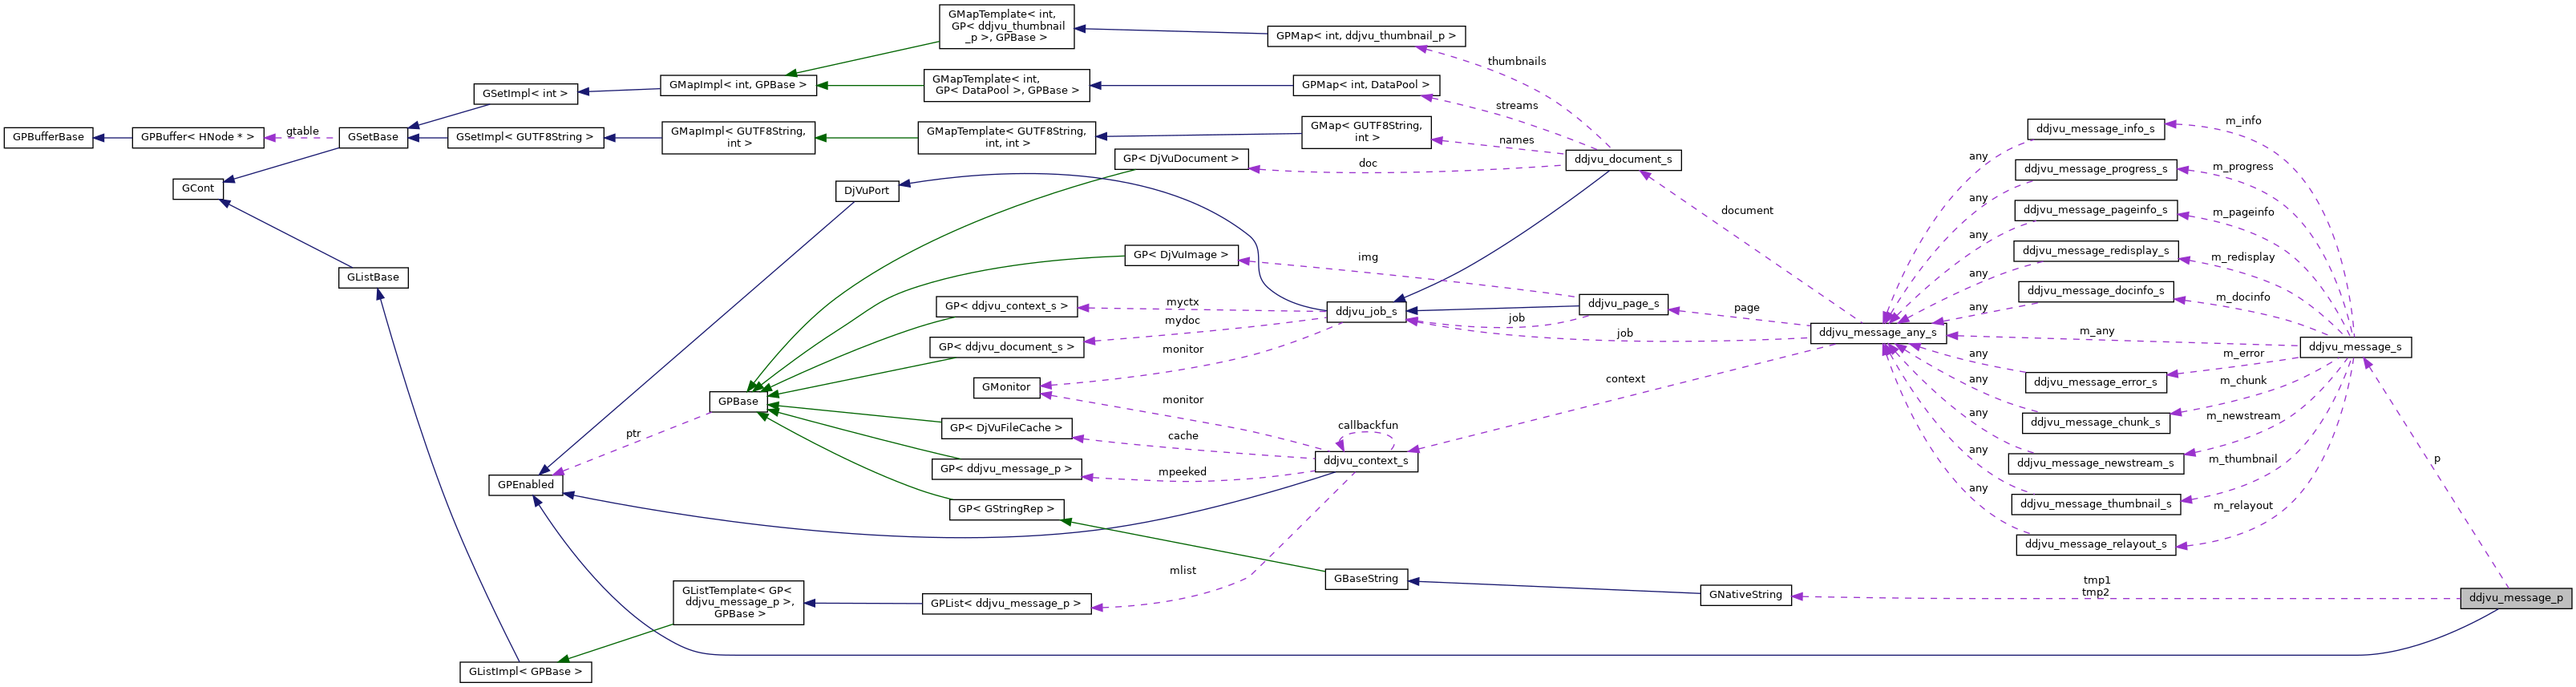 GMapTemplate< int,
GP< ddjvu_thumbnail
_p >, GPBase >
GPMap< int, ddjvu_thumbnail_p >
thumbnails
GSetImpl< int >
GMapImpl< int, GPBase >
GMapTemplate< int,
GP< DataPool >, GPBase >
GPMap< int, DataPool >
streams
GPBufferBase
GPBuffer< HNode * >
gtable
GSetBase
GSetImpl< GUTF8String >
GMapImpl< GUTF8String,
int >
GMapTemplate< GUTF8String,
int, int >
GMap< GUTF8String,
int >
names
GP< DjVuDocument >
doc
ddjvu_document_s
ddjvu_message_info_s
m_info
any
ddjvu_message_progress_s
m_progress
GCont
DjVuPort
document
any
ddjvu_message_pageinfo_s
m_pageinfo
any
ddjvu_message_redisplay_s
m_redisplay
GP< DjVuImage >
img
GListBase
any
ddjvu_message_docinfo_s
m_docinfo
GP< ddjvu_context_s >
myctx
ddjvu_job_s
ddjvu_page_s
page
any
mydoc
job
job
ddjvu_message_any_s
m_any
ddjvu_message_s
GP< ddjvu_document_s >
monitor
any
m_error
GMonitor
context
ddjvu_message_error_s
any
m_chunk
GPBase
monitor
any
ddjvu_message_chunk_s
m_newstream
ptr
GP< DjVuFileCache >
cache
callbackfun
any
ddjvu_message_newstream_s
m_thumbnail
p
GP< ddjvu_message_p >
mpeeked
ddjvu_context_s
GPEnabled
any
ddjvu_message_thumbnail_s
m_relayout
GP< GStringRep >
ddjvu_message_relayout_s
mlist
GBaseString
GNativeString
tmp1
tmp2
ddjvu_message_p
GListTemplate< GP<
ddjvu_message_p >,
GPBase >
GPList< ddjvu_message_p >
GListImpl< GPBase >